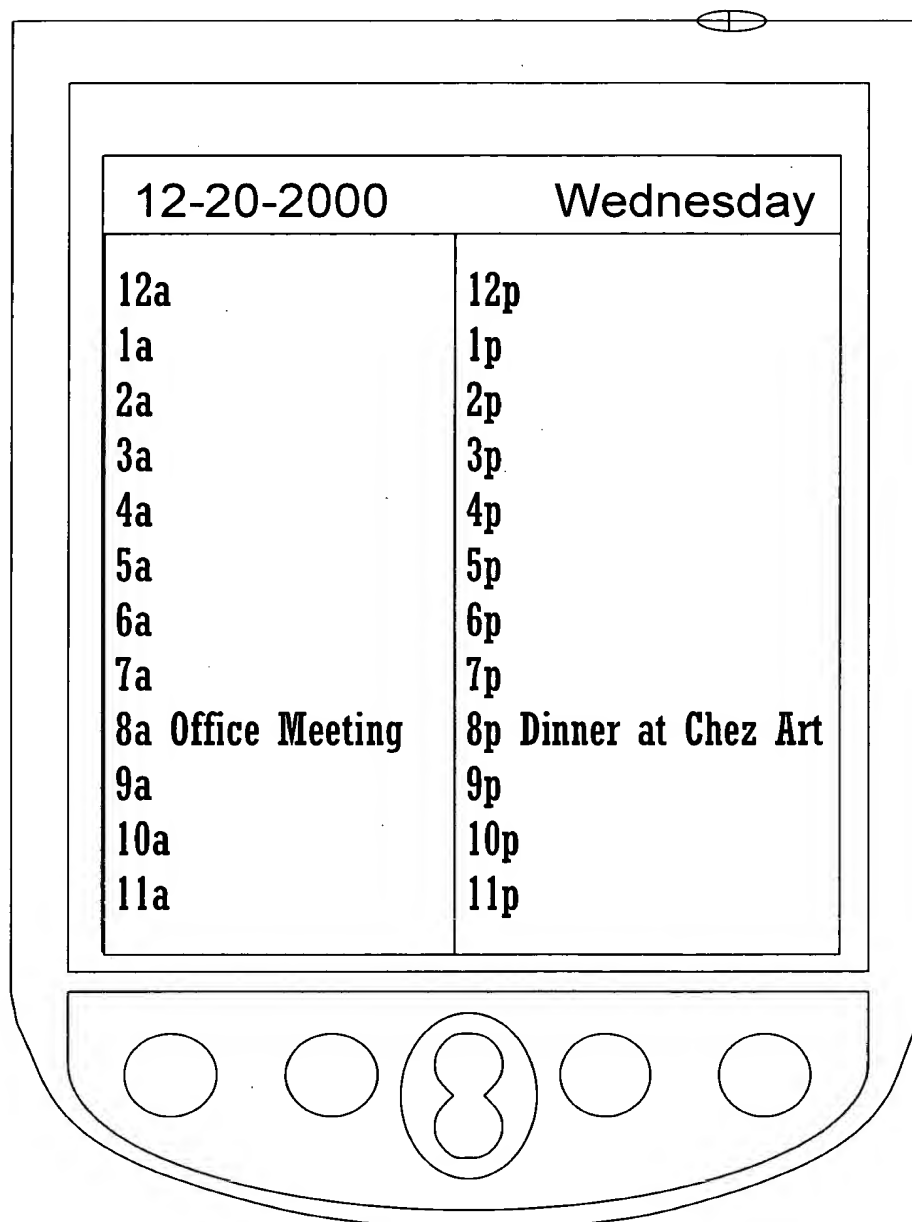 12-20-2000 Wednesday
12a
1a
2a
3a
4a
5a
6a
7a
8a Office Meeting
9a
10a
11a
12p
1p
2p
3p
4p
5p
6p
7p
8p Dinner at Chez Art
9p
10p
11p